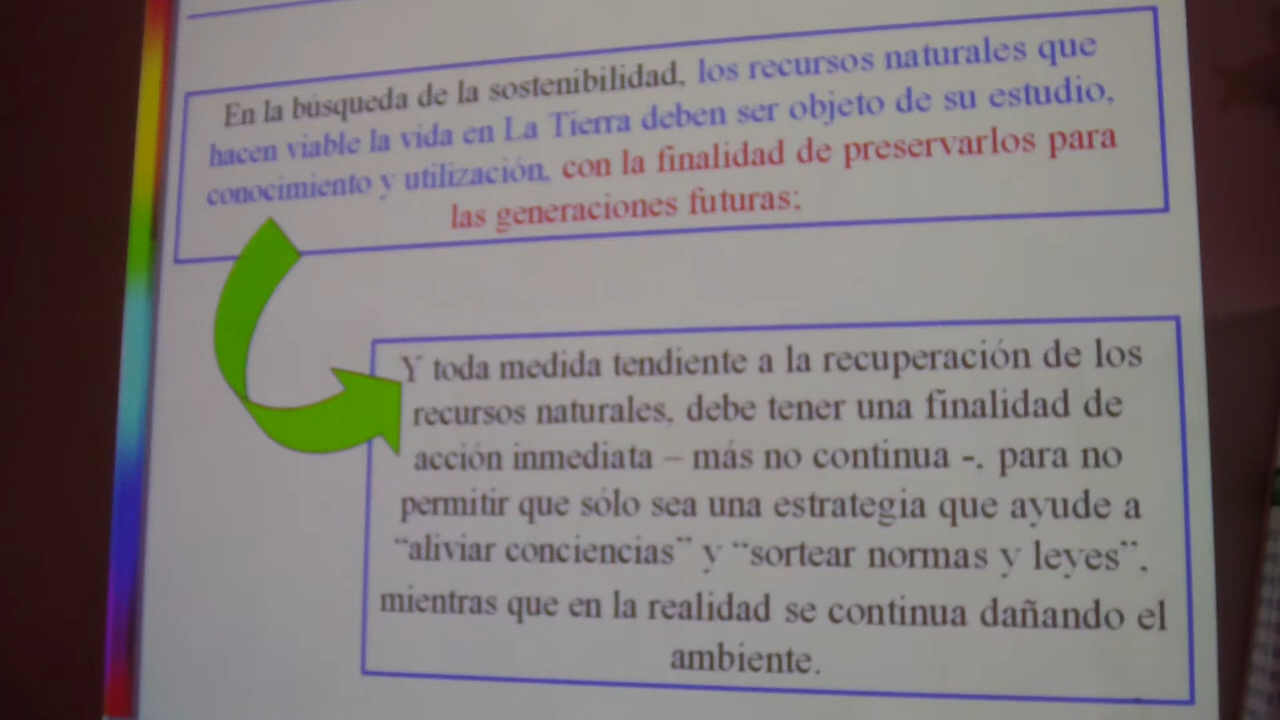 En la búsqueda de la sostenibilidad, los recursos naturales que
hacen viable la vida en La Tierra deben ser objeto de su estudio,
conocimiento y utilización, con la finalidad de preservarlos para
las generaciones futuras;
Y toda medida tendiente a la recuperación de los
recursos naturales, debe tener una finalidad de
acción inmediata – más no continua -, para no
permitir que sólo sea una estrategia que ayude a
“aliviar conciencias” y “sortear normas y leyes”,
mientras que en la realidad se continua dañando el
ambiente.